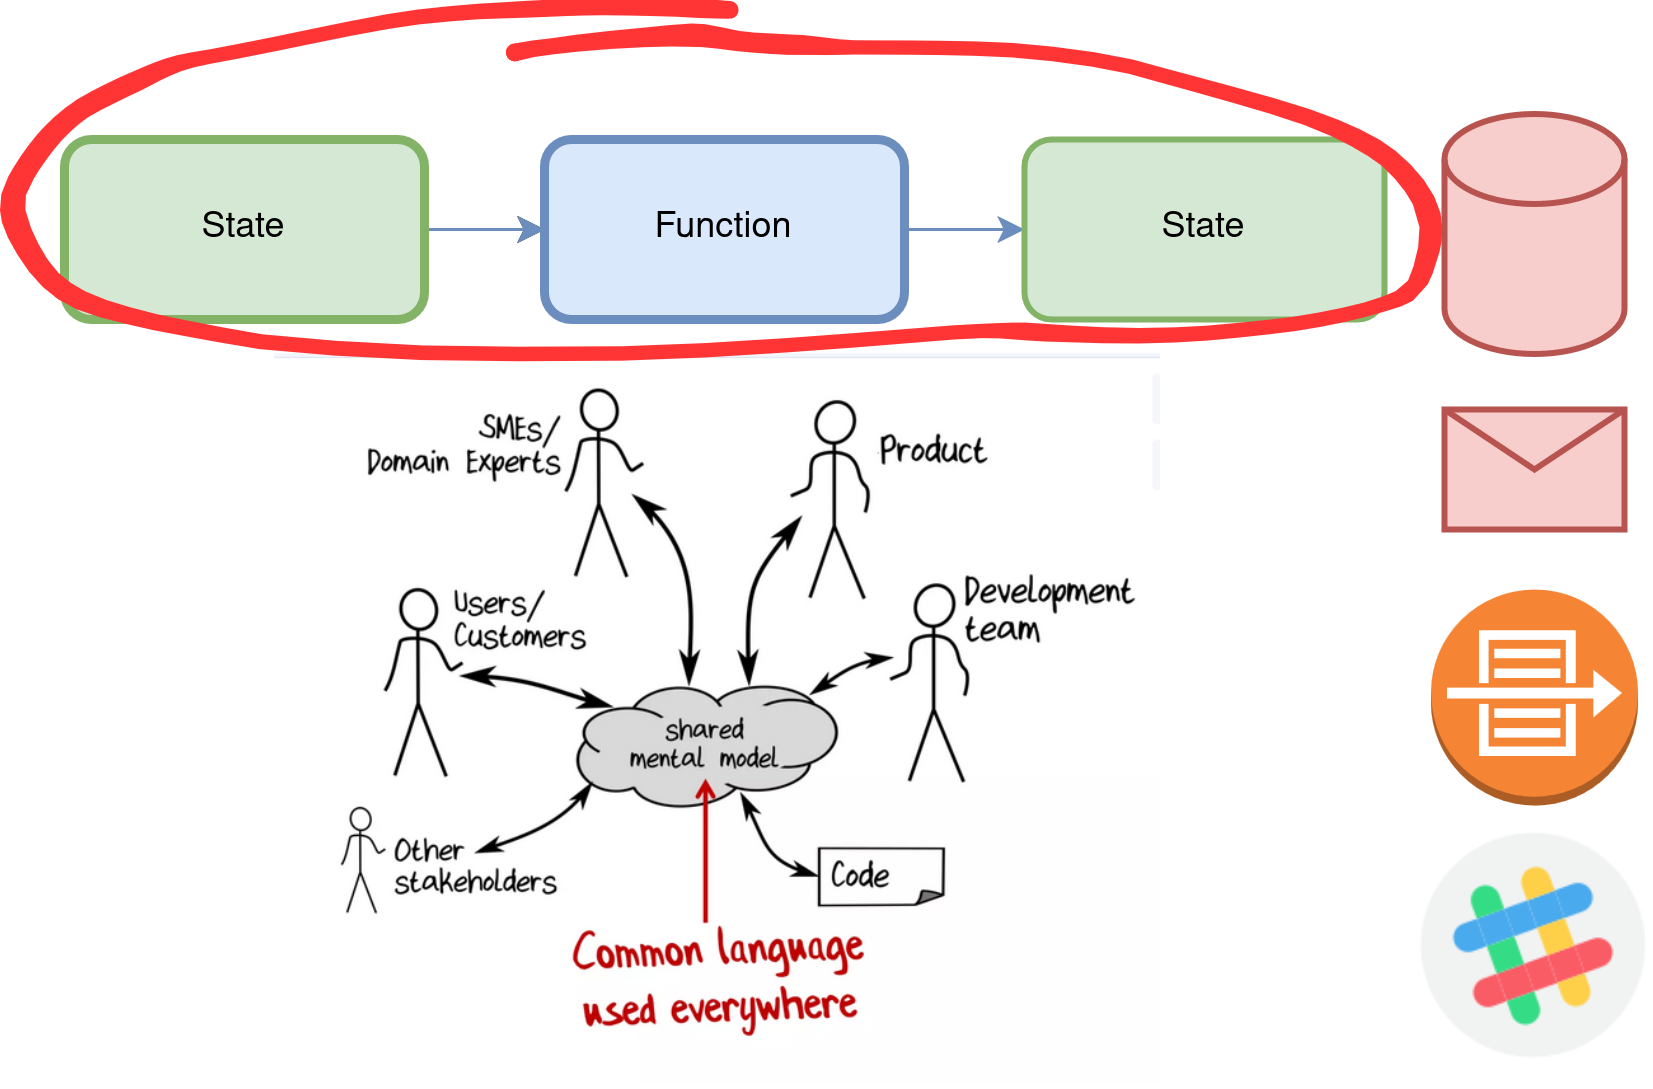 State
Function
State
SMEs/
Domain Experts
Product
Users/
Customers
Development
team
shared
mental model
Other
stakeholders
Code
Common language
used everywhere